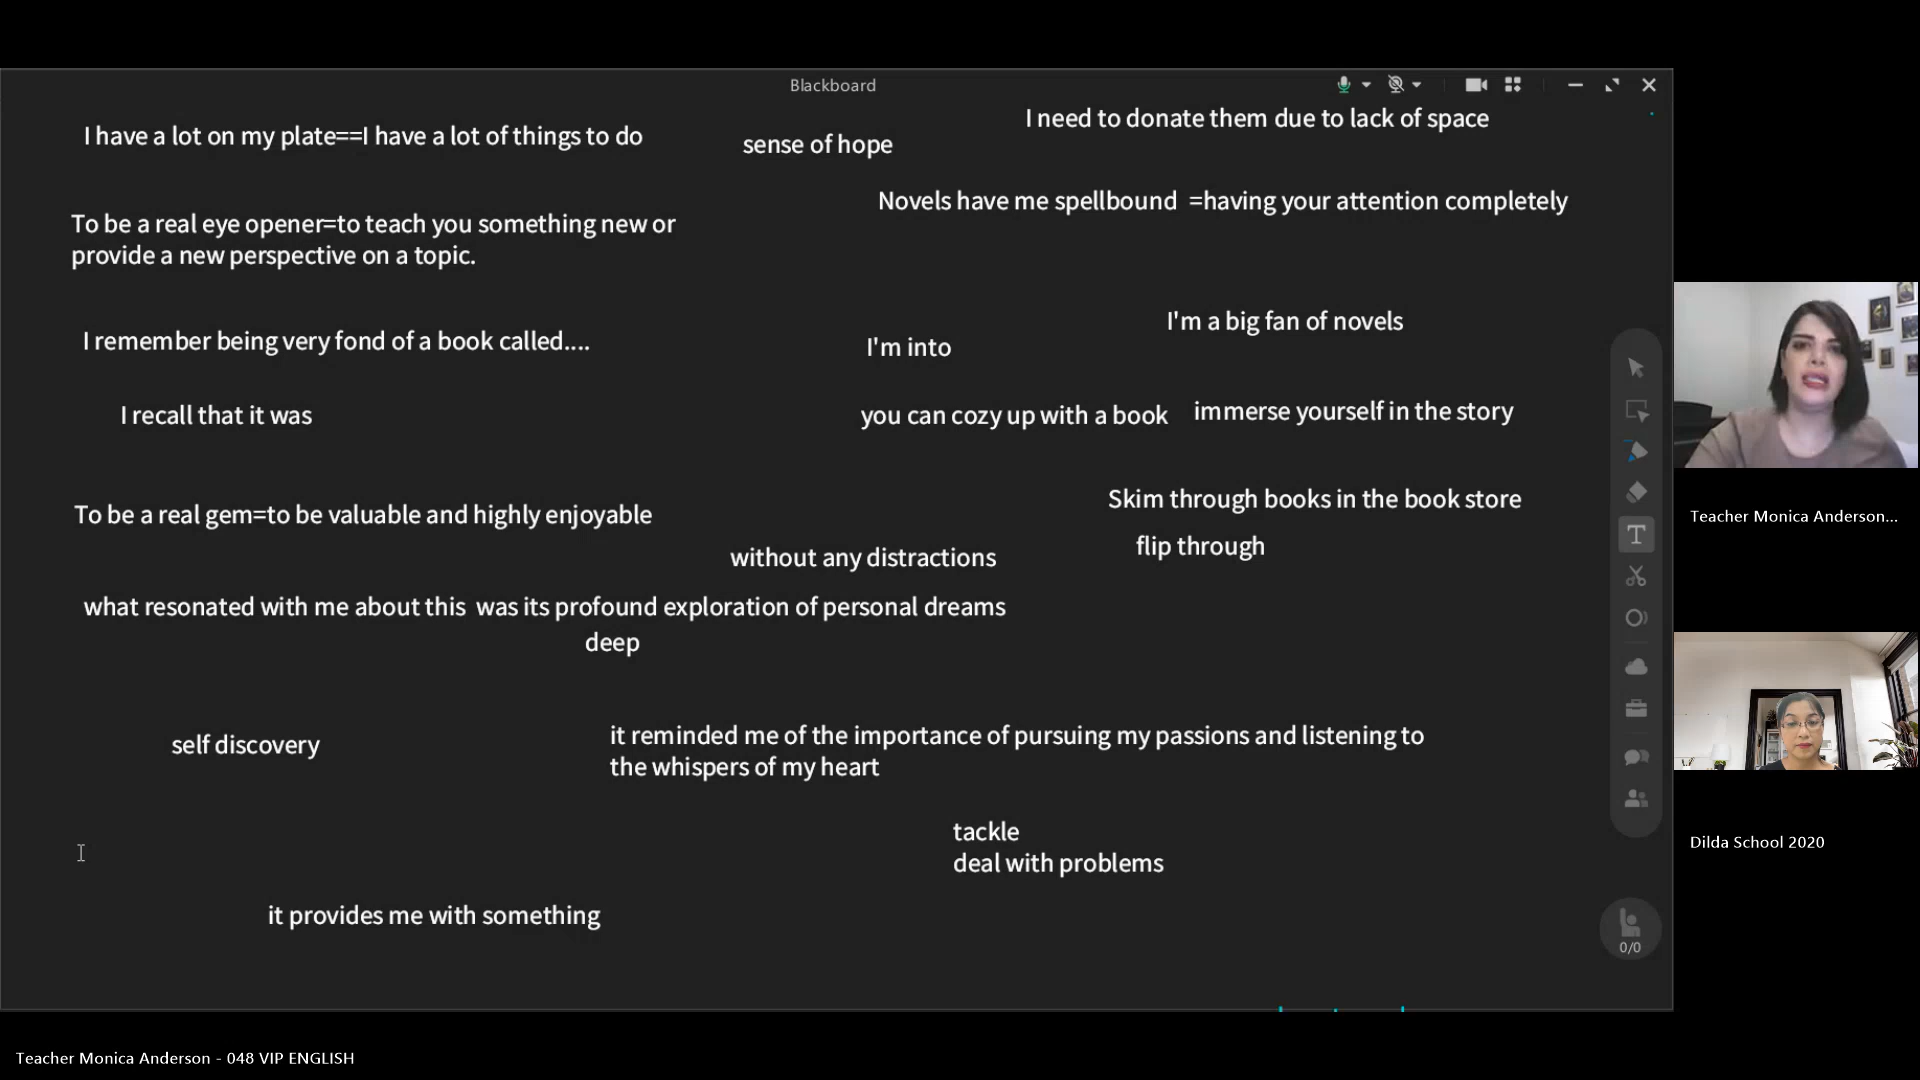 Blackboard
I have a lot on my plate==I have a lot of things to do
sense of hope
I need to donate them due to lack of space
Novels have me spellbound  =having your attention completely
To be a real eye opener=to teach you something new or
provide a new perspective on a topic.
I remember being very fond of a book called....
I'm into
I'm a big fan of novels
I recall that it was
you can cozy up with a book
immerse yourself in the story
To be a real gem=to be valuable and highly enjoyable
Skim through books in the book store
flip through
without any distractions
what resonated with me about this  was its profound exploration of personal dreams
deep
self discovery
it reminded me of the importance of pursuing my passions and listening to
the whispers of my heart
tackle
deal with problems
it provides me with something
T
0/0
Teacher Monica Anderson...
Dilda School 2020
Teacher Monica Anderson - 048 VIP ENGLISH